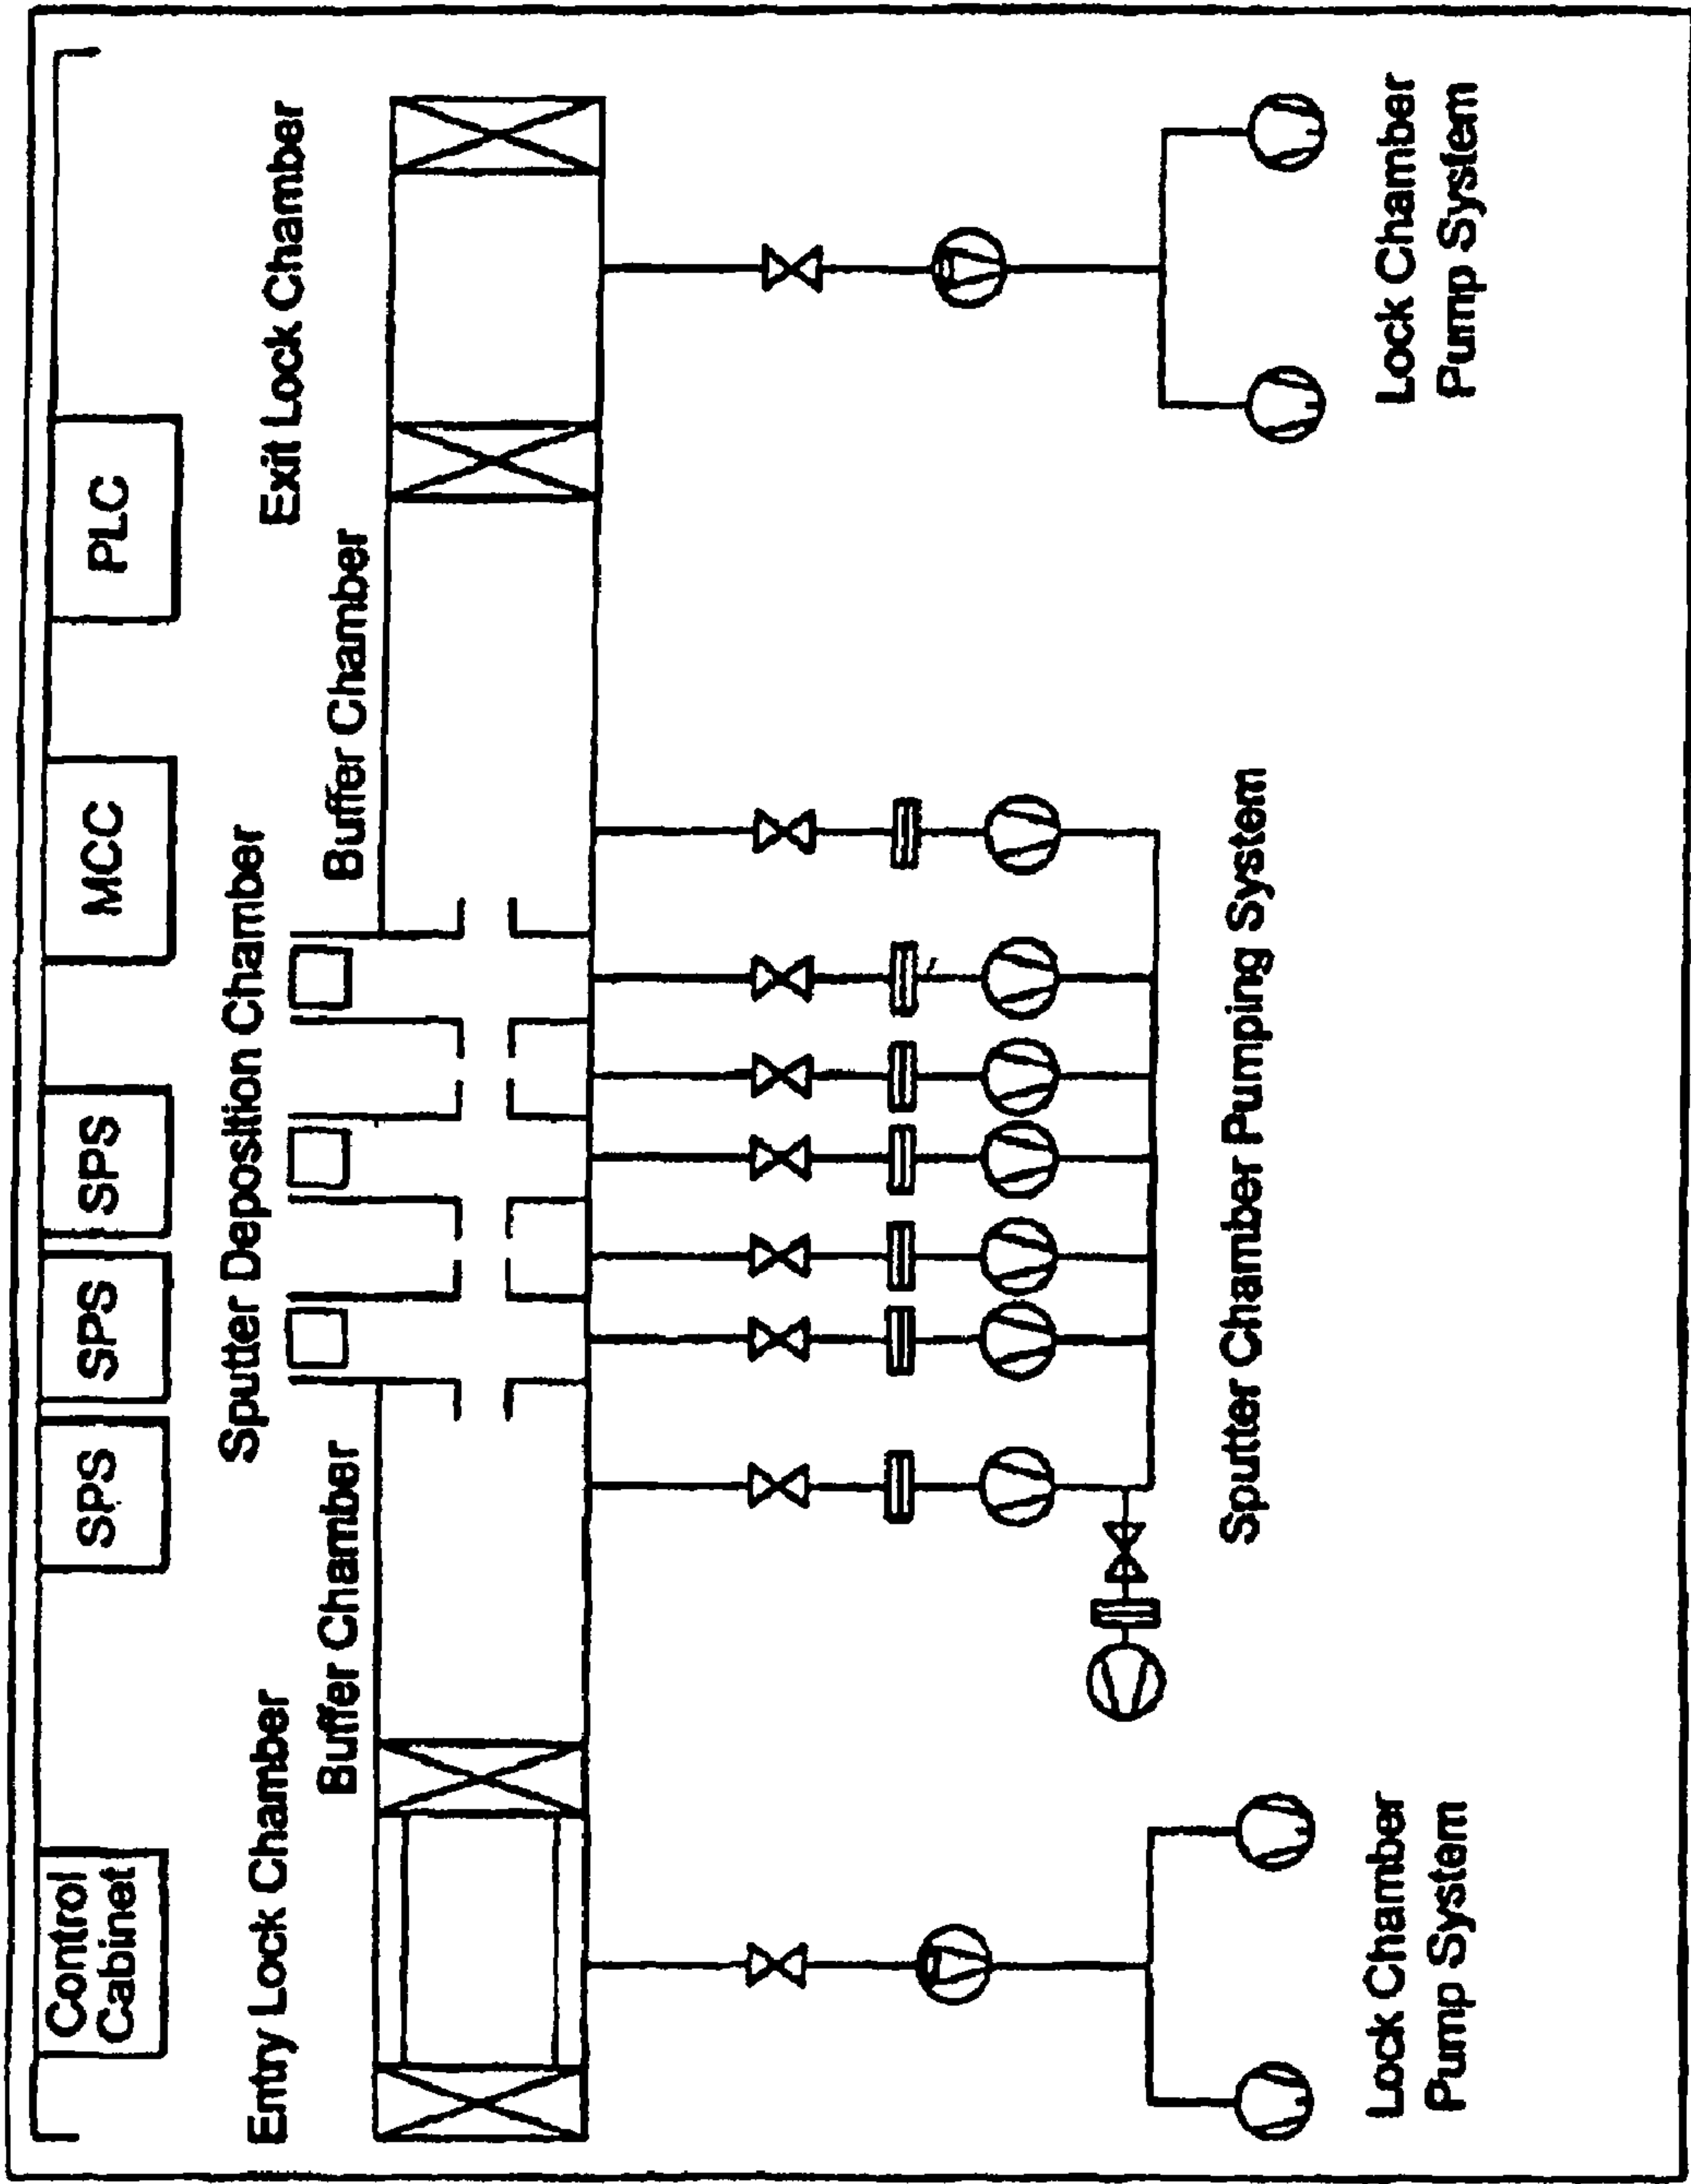 Control
Cabinet
SPS
SPS
SPS
MCC
PLC
Entry Lock Chamber
Buffer Chamber
Sputter Deposition Chamber
Buffer Chamber
Exit Lock Chamber
Lock Chamber
Pump System
Sputter Chamber Pumping System
Lock Chamber
Pump System